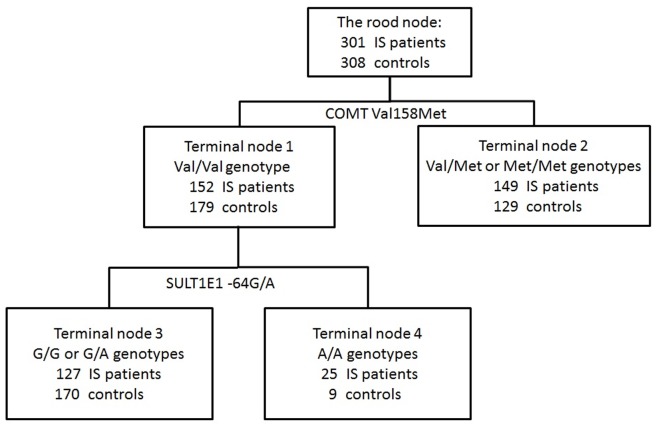 The rood node:
301 IS patients
308 controls
COMT Val158Met
Terminal node 1
Val/Val genotype
152 IS patients
179 controls
Terminal node 2
Val/Met or Met/Met genotypes
149 IS patients
129 controls
SULT1E1 -64G/A
Terminal node 3
G/G or G/A genotypes
127 IS patients
170 controls
Terminal node 4
A/A genotypes
25 IS patients
9 controls